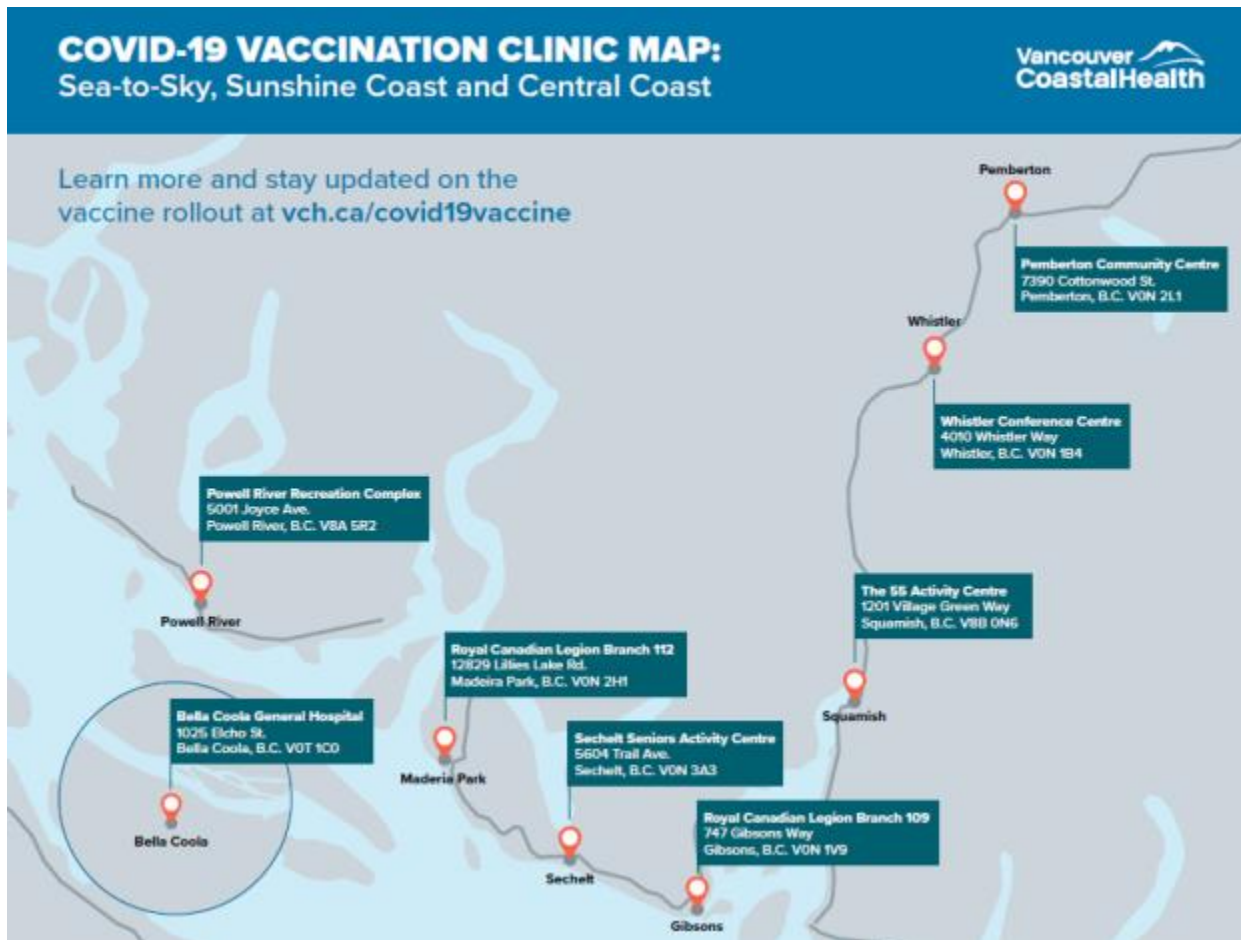 COVID-19 VACCINATION CLINIC MAP:
Sea-to-Sky, Sunshine Coast and Central Coast
Vancouver
CoastalHealth
Learn more and stay updated on the
vaccine rollout at vch.ca/covid19vaccine
Pemberton
Pemberton Community Centre
7390 Cottonwood St.
Pemberton, B.C. V0N 2L1
Whistler
Whistler Conference Centre
4010 Whistler Way
Whistler, B.C. V0N 1B4
Powell River Recreation Complex
5001 Joyce Ave.
Powell River, B.C. V8A 5R2
Powell River
The 55 Activity Centre
1201 Village Green Way
Squamish, B.C. V8B 0N6
Squamish
Royal Canadian Legion Branch 112
12829 Lillies Lake Rd.
Madeira Park, B.C. V0N 2H1
Maderia Park
Bella Coola General Hospital
1025 Elcho St.
Bella Coola, B.C. V0T 1C0
Bella Coola
Sechelt Seniors Activity Centre
5604 Trail Ave.
Sechelt, B.C. V0N 3A3
Sechelt
Royal Canadian Legion Branch 109
747 Gibsons Way
Gibsons, B.C. V0N 1V9
Gibsons